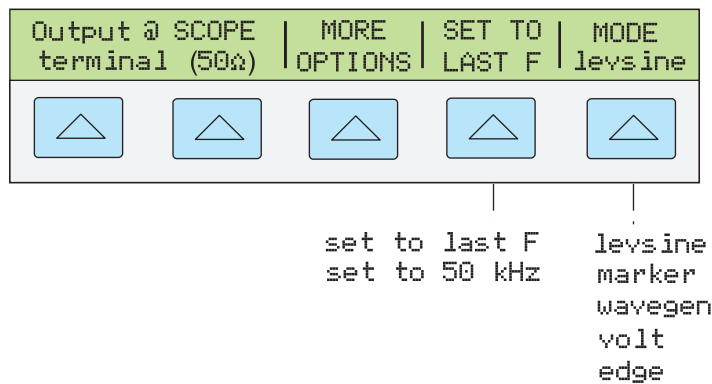 Output @ SCOPE MORE SET TO MODE
terminal (50Ω) OPTIONS LAST F levsine
set to last F
set to 50 kHz
levsine
marker
wavegen
volt
edge